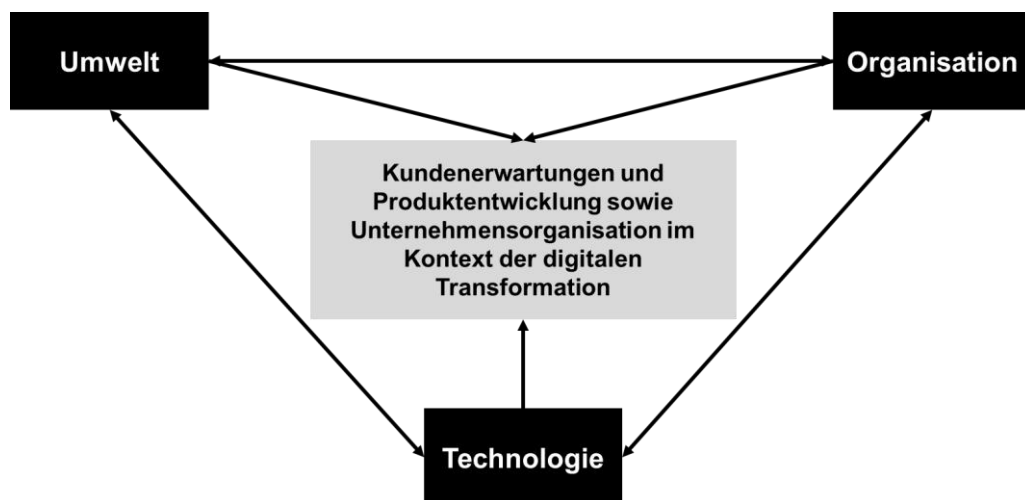 Umwelt
Organisation
Kundenerwartungen und
Produktentwicklung sowie
Unternehmensorganisation im
Kontext der digitalen
Transformation
Technologie